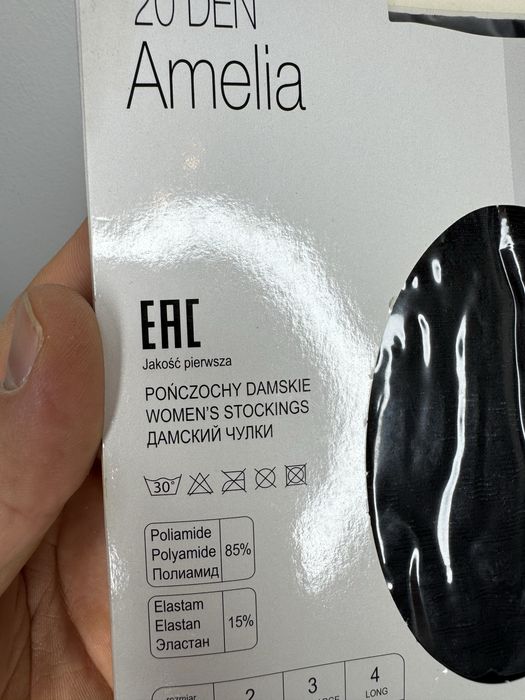 20 DEN
Amelia
EAC
Jakość pierwsza
POŃCZOCHY DAMSKIE
WOMEN'S STOCKINGS
ДАМСКИЙ ЧУЛКИ
30°
Poliamide
Polyamide 85%
Полиамид
Elastam
Elastan 15%
Эластан
rozmiar 2 3 4
LONG